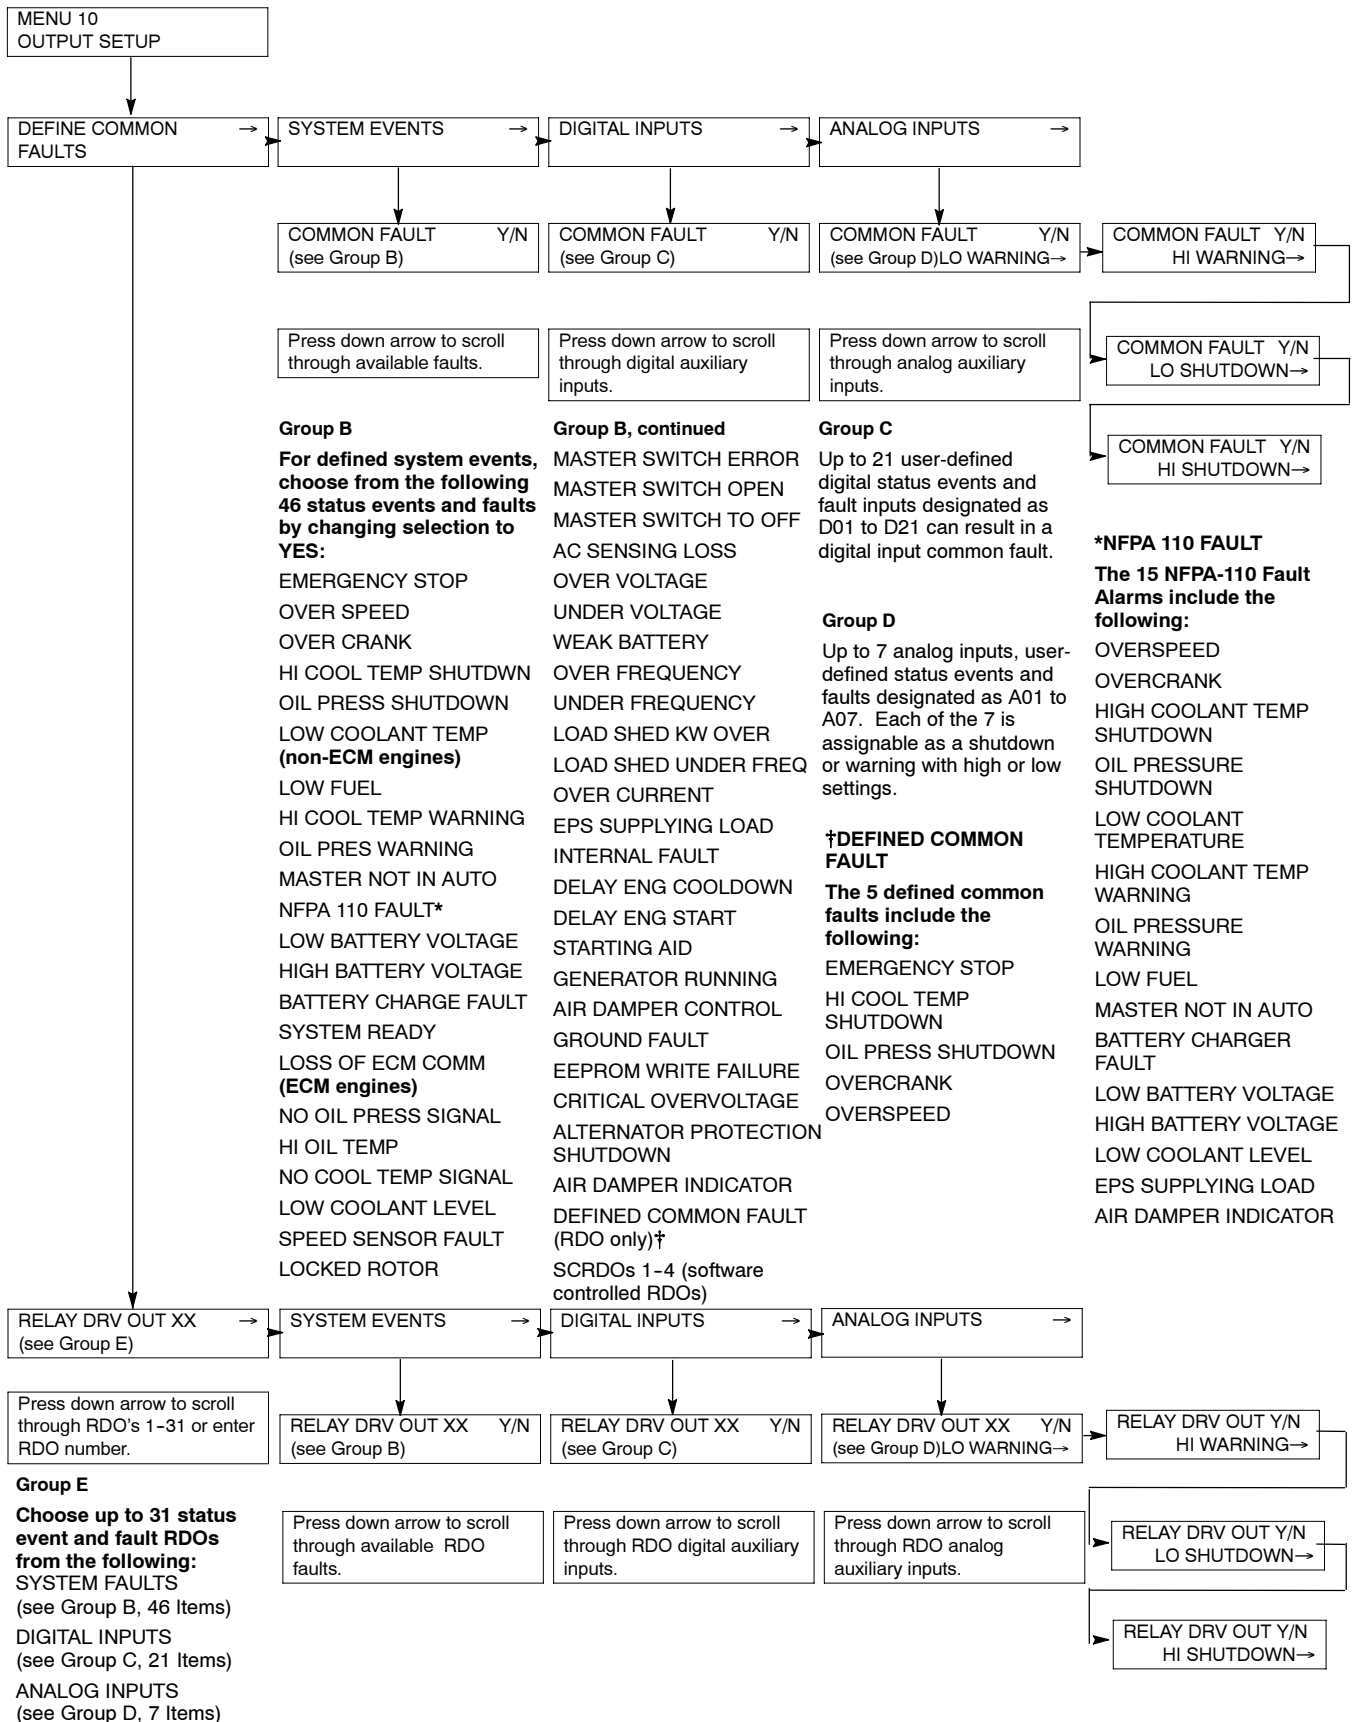 MENU 10
OUTPUT SETUP
DEFINE COMMON →
FAULTS
SYSTEM EVENTS →
DIGITAL INPUTS →
ANALOG INPUTS →
COMMON FAULT Y/N
(see Group B)
COMMON FAULT Y/N
(see Group C)
COMMON FAULT Y/N
(see Group D)LO WARNING→
COMMON FAULT Y/N
HI WARNING→
COMMON FAULT Y/N
LO SHUTDOWN→
COMMON FAULT Y/N
HI SHUTDOWN→
Press down arrow to scroll
through available faults.
Press down arrow to scroll
through digital auxiliary
inputs.
Press down arrow to scroll
through analog auxiliary
inputs.
Group B
For defined system events,
choose from the following
46 status events and faults
by changing selection to
YES:
EMERGENCY STOP
OVER SPEED
OVER CRANK
HI COOL TEMP SHUTDWN
OIL PRESS SHUTDOWN
LOW COOLANT TEMP
(non-ECM engines)
LOW FUEL
HI COOL TEMP WARNING
OIL PRES WARNING
MASTER NOT IN AUTO
NFPA 110 FAULT*
LOW BATTERY VOLTAGE
HIGH BATTERY VOLTAGE
BATTERY CHARGE FAULT
SYSTEM READY
LOSS OF ECM COMM
(ECM engines)
NO OIL PRESS SIGNAL
HI OIL TEMP
NO COOL TEMP SIGNAL
LOW COOLANT LEVEL
SPEED SENSOR FAULT
LOCKED ROTOR
Group B, continued
MASTER SWITCH ERROR
MASTER SWITCH OPEN
MASTER SWITCH TO OFF
AC SENSING LOSS
OVER VOLTAGE
UNDER VOLTAGE
WEAK BATTERY
OVER FREQUENCY
UNDER FREQUENCY
LOAD SHED KW OVER
LOAD SHED UNDER FREQ
OVER CURRENT
EPS SUPPLYING LOAD
INTERNAL FAULT
DELAY ENG COOLDOWN
DELAY ENG START
STARTING AID
GENERATOR RUNNING
AIR DAMPER CONTROL
GROUND FAULT
EEPROM WRITE FAILURE
CRITICAL OVERVOLTAGE
ALTERNATOR PROTECTION
SHUTDOWN
AIR DAMPER INDICATOR
DEFINED COMMON FAULT
(RDO only)†
SCRDOs 1-4 (software
controlled RDOs)
Group C
Up to 21 user-defined
digital status events and
fault inputs designated as
D01 to D21 can result in a
digital input common fault.
Group D
Up to 7 analog inputs, user-
defined status events and
faults designated as A01 to
A07. Each of the 7 is
assignable as a shutdown
or warning with high or low
settings.
†DEFINED COMMON
FAULT
The 5 defined common
faults include the
following:
EMERGENCY STOP
HI COOL TEMP
SHUTDOWN
OIL PRESS SHUTDOWN
OVERCRANK
OVERSPEED
*NFPA 110 FAULT
The 15 NFPA-110 Fault
Alarms include the
following:
OVERSPEED
OVERCRANK
HIGH COOLANT TEMP
SHUTDOWN
OIL PRESSURE
SHUTDOWN
LOW COOLANT
TEMPERATURE
HIGH COOLANT TEMP
WARNING
OIL PRESSURE
WARNING
LOW FUEL
MASTER NOT IN AUTO
BATTERY CHARGER
FAULT
LOW BATTERY VOLTAGE
HIGH BATTERY VOLTAGE
LOW COOLANT LEVEL
EPS SUPPLYING LOAD
AIR DAMPER INDICATOR
RELAY DRV OUT XX →
(see Group E)
SYSTEM EVENTS →
DIGITAL INPUTS →
ANALOG INPUTS →
Press down arrow to scroll
through RDO's 1-31 or enter
RDO number.
RELAY DRV OUT XX Y/N
(see Group B)
RELAY DRV OUT XX Y/N
(see Group C)
RELAY DRV OUT XX Y/N
(see Group D)LO WARNING→
RELAY DRV OUT Y/N
HI WARNING→
RELAY DRV OUT Y/N
LO SHUTDOWN→
RELAY DRV OUT Y/N
HI SHUTDOWN→
Press down arrow to scroll
through available RDO
faults.
Press down arrow to scroll
through RDO digital auxiliary
inputs.
Press down arrow to scroll
through RDO analog
auxiliary inputs.
Group E
Choose up to 31 status
event and fault RDOs
from the following:
SYSTEM FAULTS
(see Group B, 46 Items)
DIGITAL INPUTS
(see Group C, 21 Items)
ANALOG INPUTS
(see Group D, 7 Items)